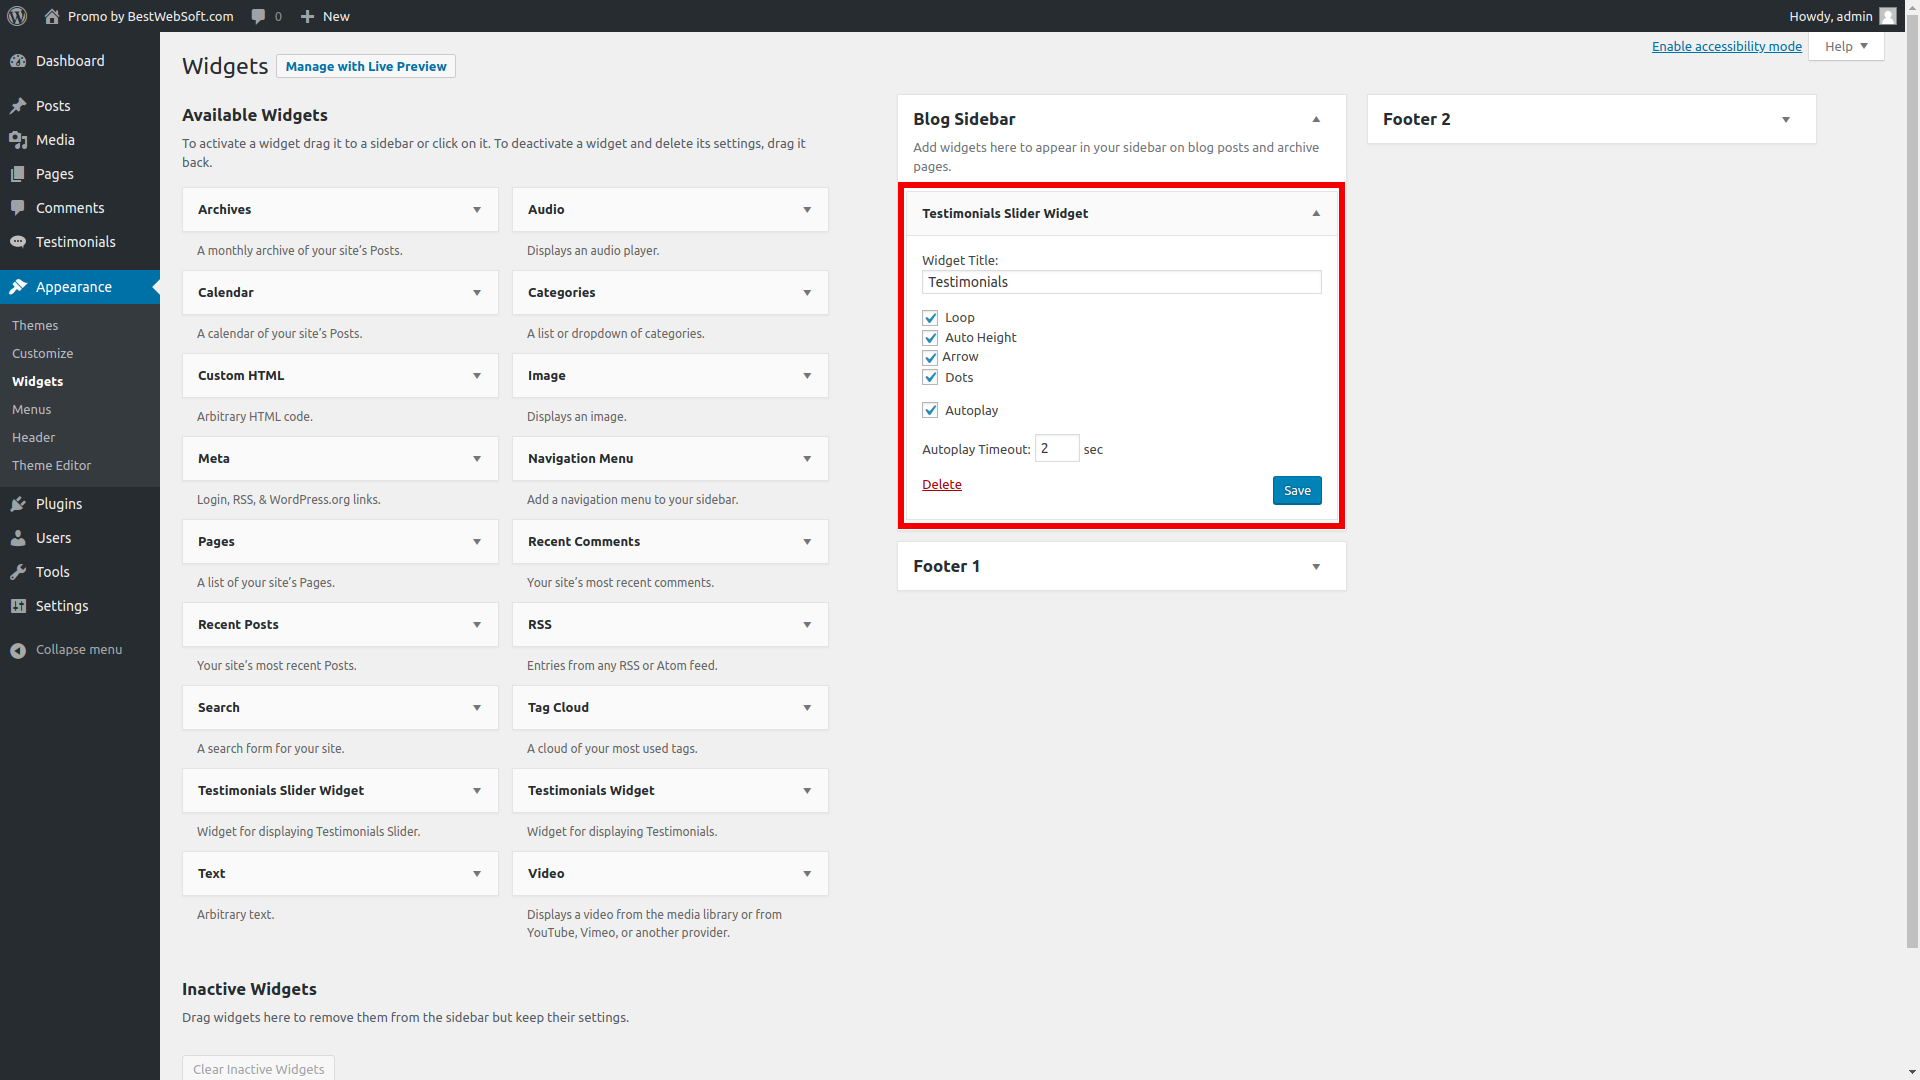 Promo by BestWebSoft.com 0 New Howdy, admin
Dashboard
Posts
Media
Pages
Comments
Testimonials
Appearance
Themes
Customize
Widgets
Menus
Header
Theme Editor
Plugins
Users
Tools
Settings
Collapse menu
Enable accessibility mode Help
Widgets Manage with Live Preview
Available Widgets
To activate a widget drag it to a sidebar or click on it. To deactivate a widget and delete its settings, drag it
back.
Archives
A monthly archive of your site’s Posts.
Audio
Displays an audio player.
Calendar
A calendar of your site’s Posts.
Categories
A list or dropdown of categories.
Custom HTML
Arbitrary HTML code.
Image
Displays an image.
Meta
Login, RSS, & WordPress.org links.
Navigation Menu
Add a navigation menu to your sidebar.
Pages
A list of your site’s Pages.
Recent Comments
Your site’s most recent comments.
Recent Posts
Your site’s most recent Posts.
RSS
Entries from any RSS or Atom feed.
Search
A search form for your site.
Tag Cloud
A cloud of your most used tags.
Testimonials Slider Widget
Widget for displaying Testimonials Slider.
Testimonials Widget
Widget for displaying Testimonials.
Text
Arbitrary text.
Video
Displays a video from the media library or from
YouTube, Vimeo, or another provider.
Inactive Widgets
Drag widgets here to remove them from the sidebar but keep their settings.
Clear Inactive Widgets
Blog Sidebar
Add widgets here to appear in your sidebar on blog posts and archive
pages.
Testimonials Slider Widget
Widget Title:
Testimonials
Loop
Auto Height
Arrow
Dots
Autoplay
Autoplay Timeout: 2 sec
Delete Save
Footer 1
Footer 2